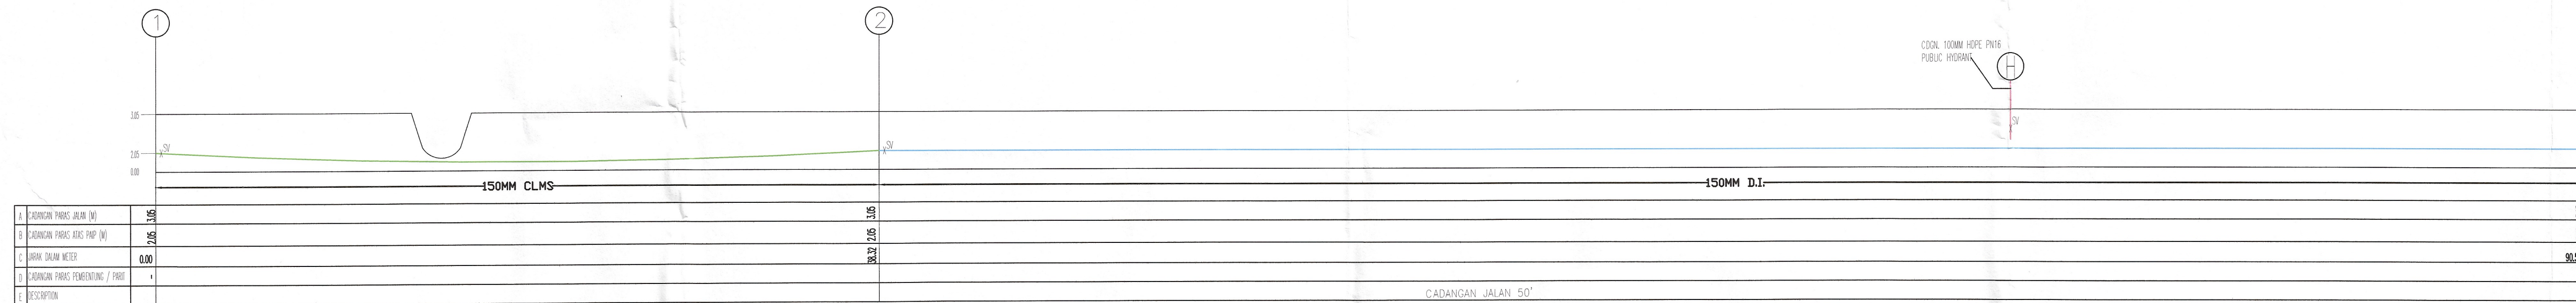 1
2
CDGN. 100MM HDPE PN16
PUBLIC HYDRANT
H
3.05
SV
2.05
SV
SV
0.00
150MM CLMS
150MM D.I.
A CADANGAN PARAS JALAN (M) 3.05 3.05
B CADANGAN PARAS ATAS PAIP (M) 2.05 2.05
C JARAK DALAM METER 0.00 38.32
D CADANGAN PARAS PEMBENTUNG / PARIT -
E DESCRIPTION
CADANGAN JALAN 50'